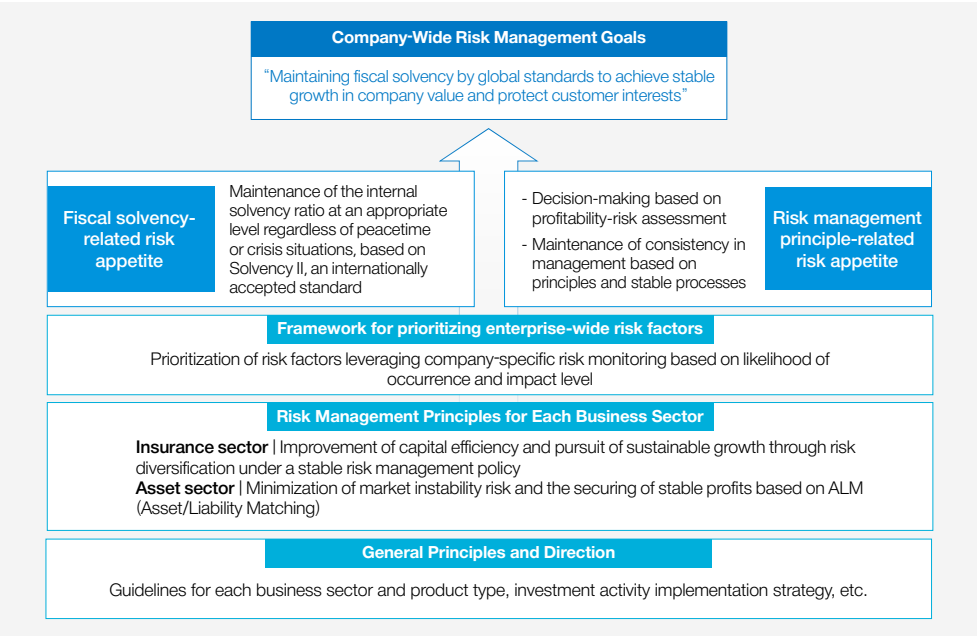 Company-Wide Risk Management Goals
“Maintaining fiscal solvency by global standards to achieve stable
growth in company value and protect customer interests”
Fiscal solvency-
related risk
appetite
Maintenance of the internal
solvency ratio at an appropriate
level regardless of peacetime
or crisis situations, based on
Solvency II, an internationally
accepted standard
- Decision-making based on
profitability-risk assessment
- Maintenance of consistency in
management based on
principles and stable processes
Risk management
principle-related
risk appetite
Framework for prioritizing enterprise-wide risk factors
Prioritization of risk factors leveraging company-specific risk monitoring based on likelihood of
occurrence and impact level
Risk Management Principles for Each Business Sector
Insurance sector | Improvement of capital efficiency and pursuit of sustainable growth through risk
diversification under a stable risk management policy
Asset sector | Minimization of market instability risk and the securing of stable profits based on ALM
(Asset/Liability Matching)
General Principles and Direction
Guidelines for each business sector and product type, investment activity implementation strategy, etc.